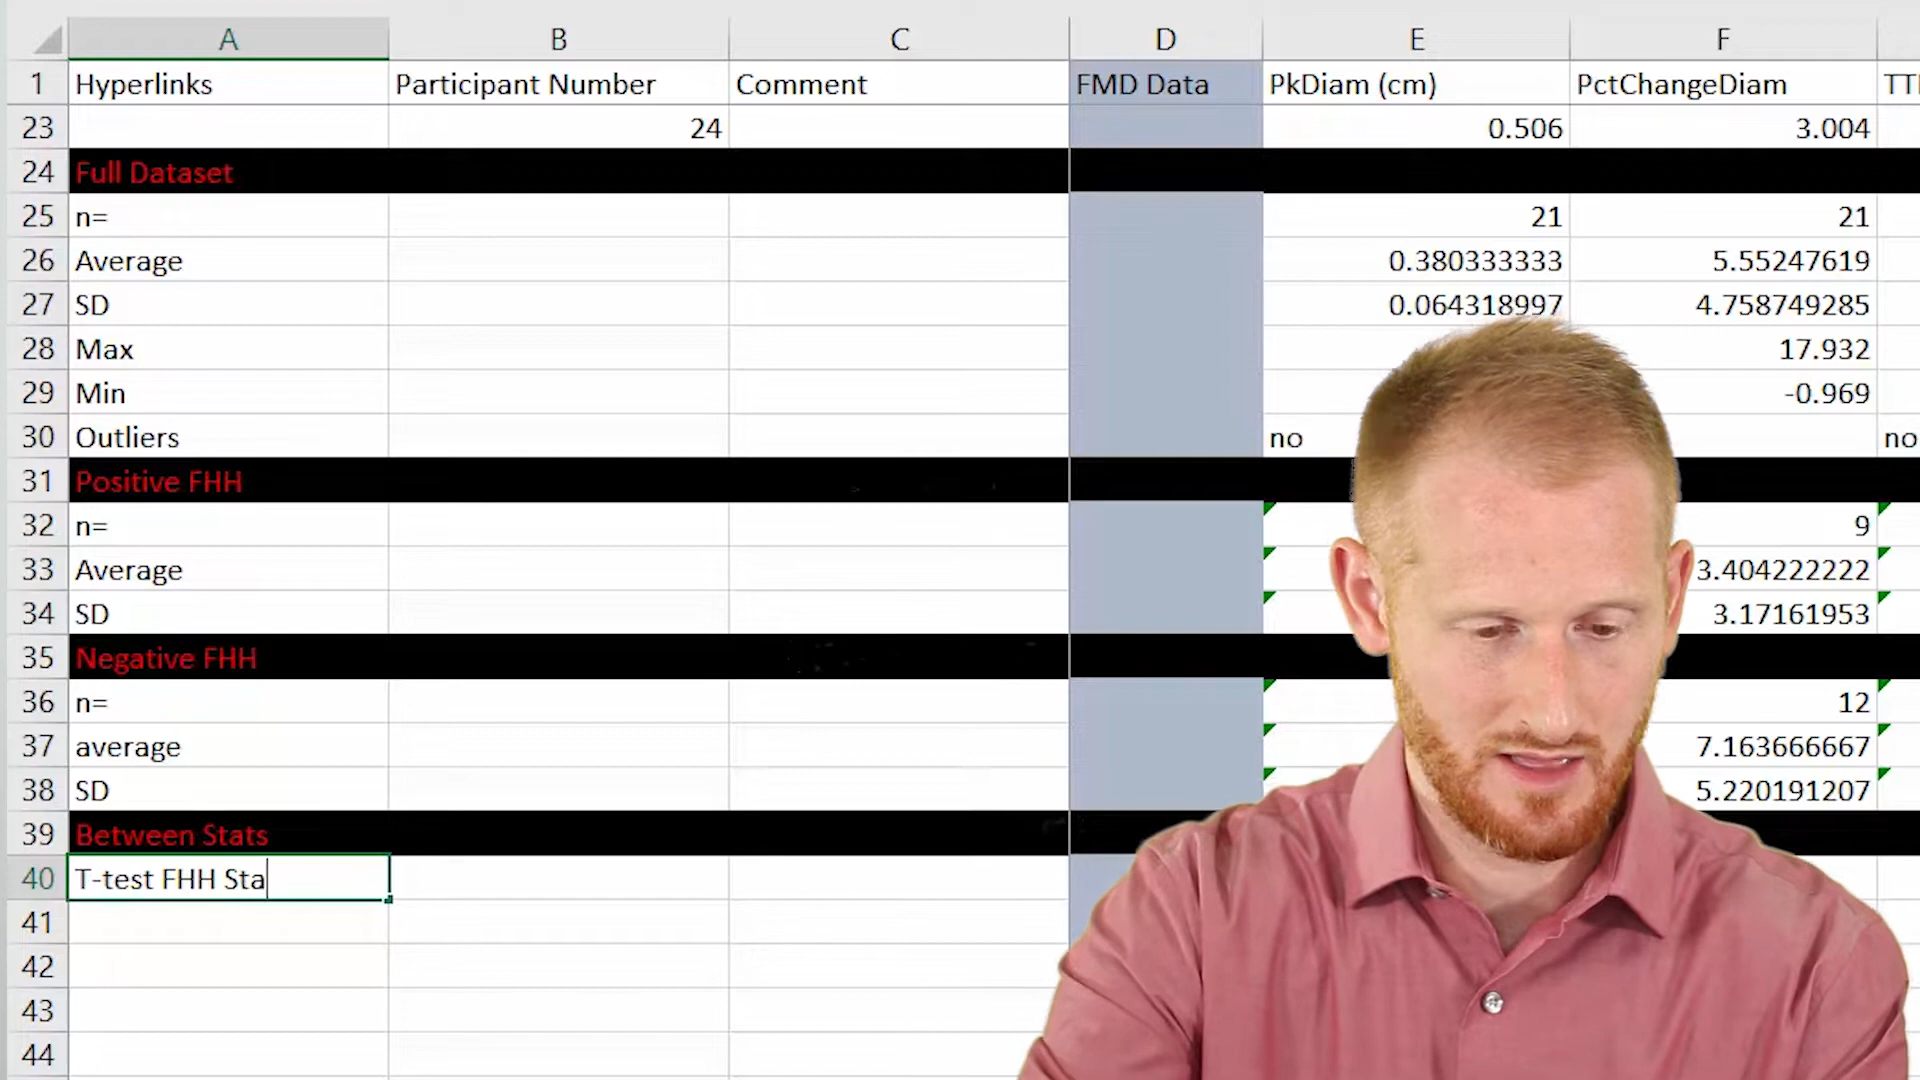 A B C D E F
1 Hyperlinks Participant Number Comment FMD Data PkDiam (cm) PctChangeDiam
23 24 0.506 3.004
24 Full Dataset
25 n= 21 21
26 Average 0.380333333 5.55247619
27 SD 0.064318997 4.758749285
28 Max 17.932
29 Min -0.969
30 Outliers no no
31 Positive FHH
32 n= 9
33 Average 3.404222222
34 SD 3.17161953
35 Negative FHH
36 n= 12
37 average 7.163666667
38 SD 5.220191207
39 Between Stats
40 T-test FHH Sta
41
42
43
44